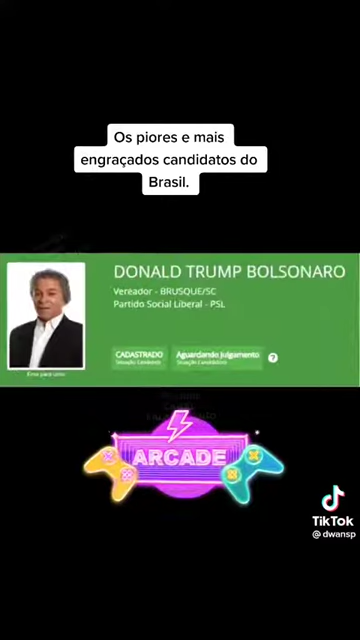 Os piores e mais
engraçados candidatos do
Brasil.
DONALD TRUMP BOLSONARO
Vereador - BRUSQUE/SC
Partido Social Liberal - PSL
CADASTRADO
Aguardando Julgamento
?
ARCADE
TikTok
@dwansp